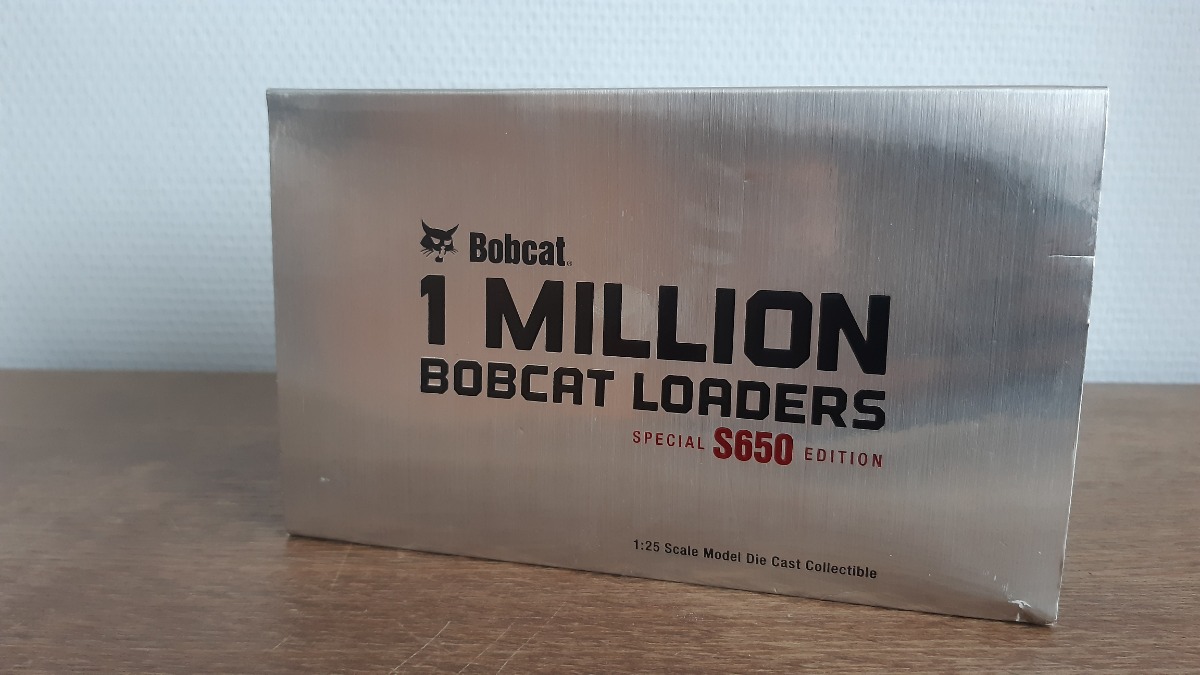 Bobcat
1 MILLION
BOBCAT LOADERS
SPECIAL S650 EDITION
1:25 Scale Model Die Cast Collectible